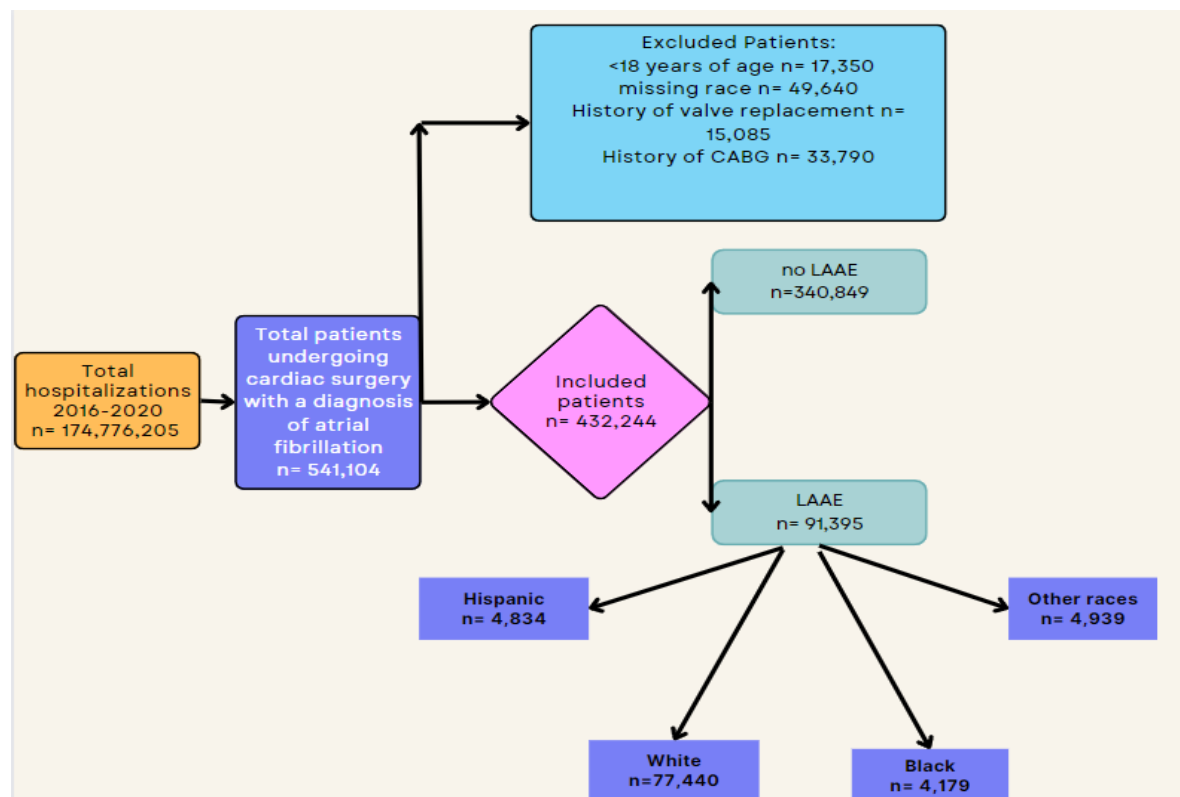 Excluded Patients:
<18 years of age n= 17,350
missing race n= 49,640
History of valve replacement n=
15,085
History of CABG n= 33,790
no LAAE
n=340,849
Total patients
undergoing
cardiac surgery
with a diagnosis
of atrial
fibrillation
n= 541,104
Total
hospitalizations
2016-2020
n= 174,776,205
Included
patients
n= 432,244
LAAE
n= 91,395
Hispanic
n= 4,834
Other races
n= 4,939
White
n=77,440
Black
n= 4,179